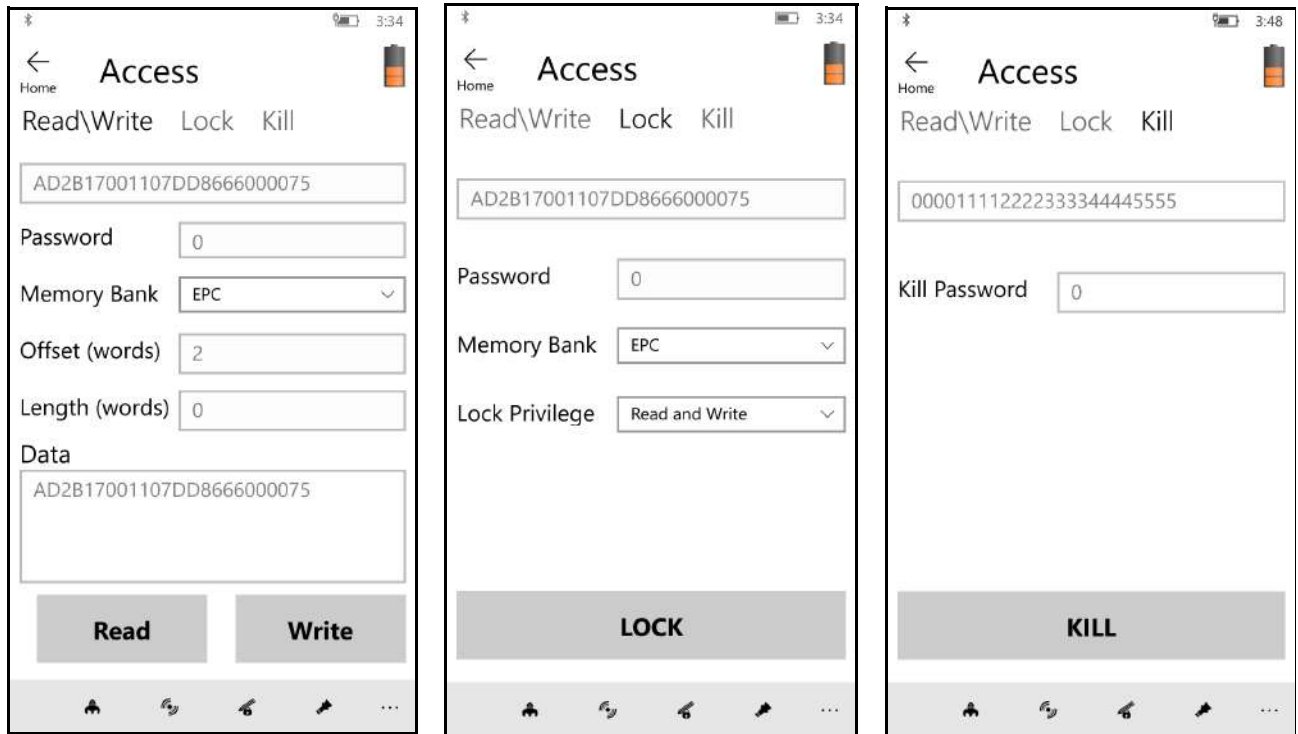 3:34
Home
Access
Read\Write Lock Kill
AD2B17001107DD8666000075
Password 0
Memory Bank EPC
Offset (words) 2
Length (words) 0
Data
AD2B17001107DD8666000075
Read Write
...
3:34
Home
Access
Read\Write Lock Kill
AD2B17001107DD8666000075
Password 0
Memory Bank EPC
Lock Privilege Read and Write
LOCK
...
3:48
Home
Access
Read\Write Lock Kill
000011112222333344445555
Kill Password 0
KILL
...